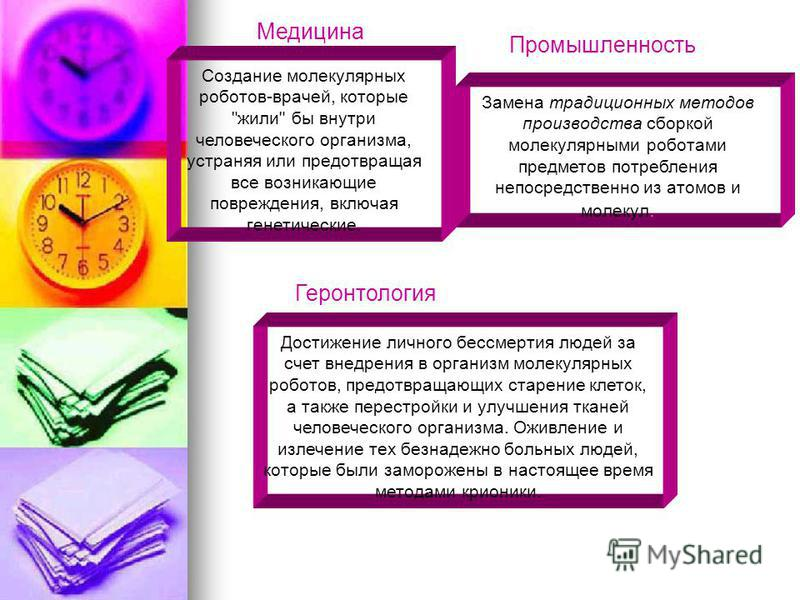 Медицина
Создание молекулярных
роботов-врачей, которые
"жили" бы внутри
человеческого организма,
устраняя или предотвращая
все возникающие
повреждения, включая
генетические.
Промышленность
Замена традиционных методов
производства сборкой
молекулярными роботами
предметов потребления
непосредственно из атомов и
молекул.
Геронтология
Достижение личного бессмертия людей за
счет внедрения в организм молекулярных
роботов, предотвращающих старение клеток,
а также перестройки и улучшения тканей
человеческого организма. Оживление и
излечение тех безнадежно больных людей,
которые были заморожены в настоящее время
методами крионики.
MyShared